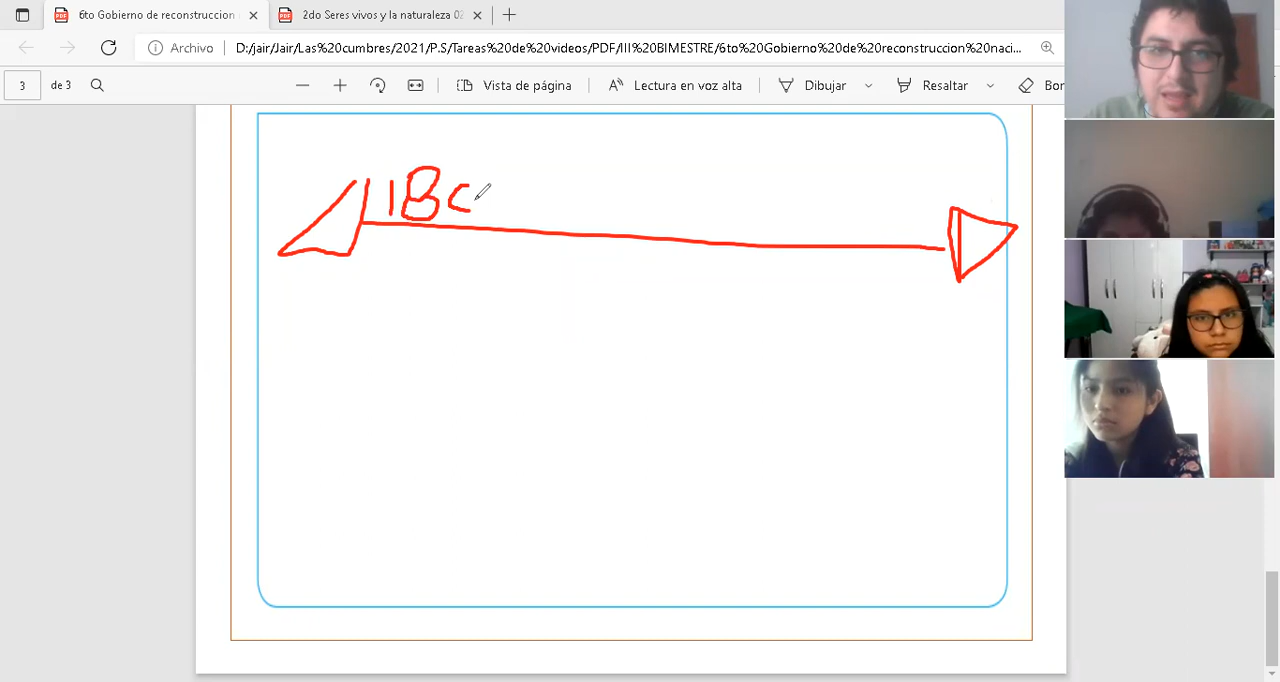 6to Gobierno de reconstruccion
2do Seres vivos y la naturaleza 02
Archivo
D:/jair/Jair/Las%20cumbres/2021/P.S/Tarea%20de%20videos/PDF/III%20BIMESTRE/6to%20Gobierno%20de%20reconstruccion%20naci...
3 de 3
Vista de página
Lectura en voz alta
Dibujar
Resaltar
Bor